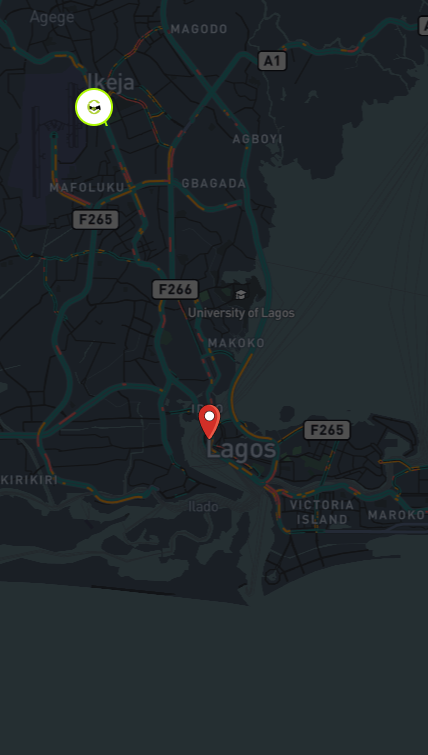 Agege
MAGODO
A1
Ikeja
AGBOYI
MAFOLUKU
GBAGADA
F265
F266
University of Lagos
MAKOKO
F265
Lagos
KIRIKIRI
Ilado
VICTORIA
ISLAND
MAROKO